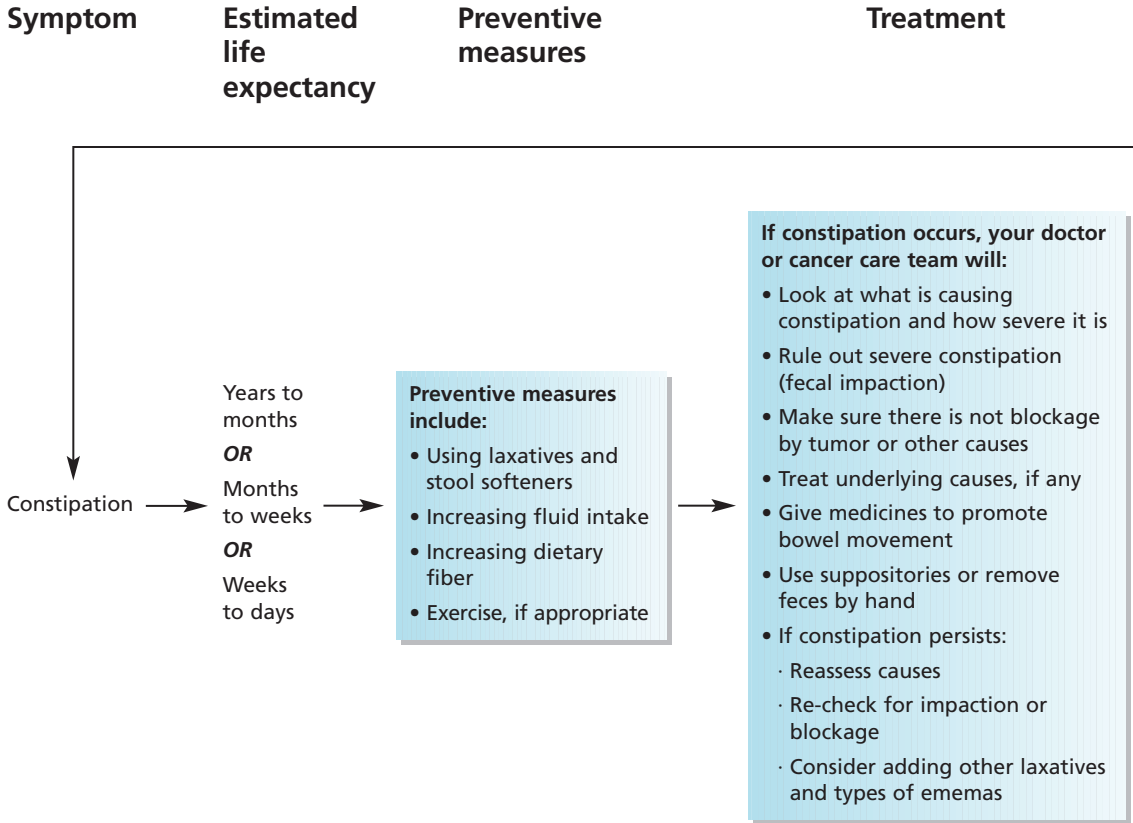 Symptom
Estimated
life
expectancy
Preventive
measures
Treatment
Constipation
Years to
months
OR
Months
to weeks
OR
Weeks
to days
Preventive measures
include:
• Using laxatives and
stool softeners
• Increasing fluid intake
• Increasing dietary
fiber
• Exercise, if appropriate
If constipation occurs, your doctor
or cancer care team will:
• Look at what is causing
constipation and how severe it is
• Rule out severe constipation
(fecal impaction)
• Make sure there is not blockage
by tumor or other causes
• Treat underlying causes, if any
• Give medicines to promote
bowel movement
• Use suppositories or remove
feces by hand
• If constipation persists:
· Reassess causes
· Re-check for impaction or
blockage
· Consider adding other laxatives
and types of ememas